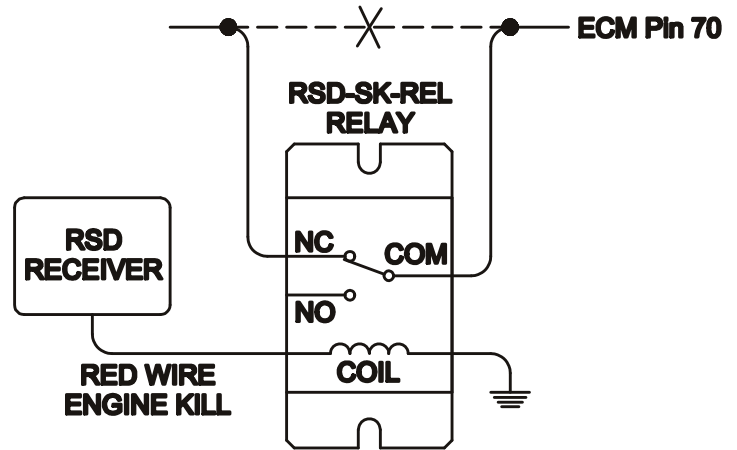 ECM Pin 70
RSD-SK-REL
RELAY
RSD
RECEIVER
NC
COM
NO
COIL
RED WIRE
ENGINE KILL